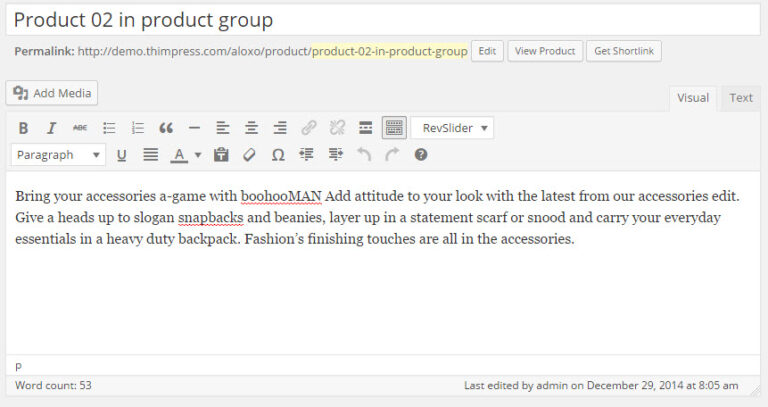 Product 02 in product group
Permalink: http://demo.thimpress.com/aloxo/product/product-02-in-product-group Edit View Product Get Shortlink
Add Media
Visual Text
B I ABC RevSlider
Paragraph U A T Ω ?
Bring your accessories a-game with boohooMAN Add attitude to your look with the latest from our accessories edit.
Give a heads up to slogan snapbacks and beanies, layer up in a statement scarf or snood and carry your everyday
essentials in a heavy duty backpack. Fashion’s finishing touches are all in the accessories.
p
Word count: 53 Last edited by admin on December 29, 2014 at 8:05 am